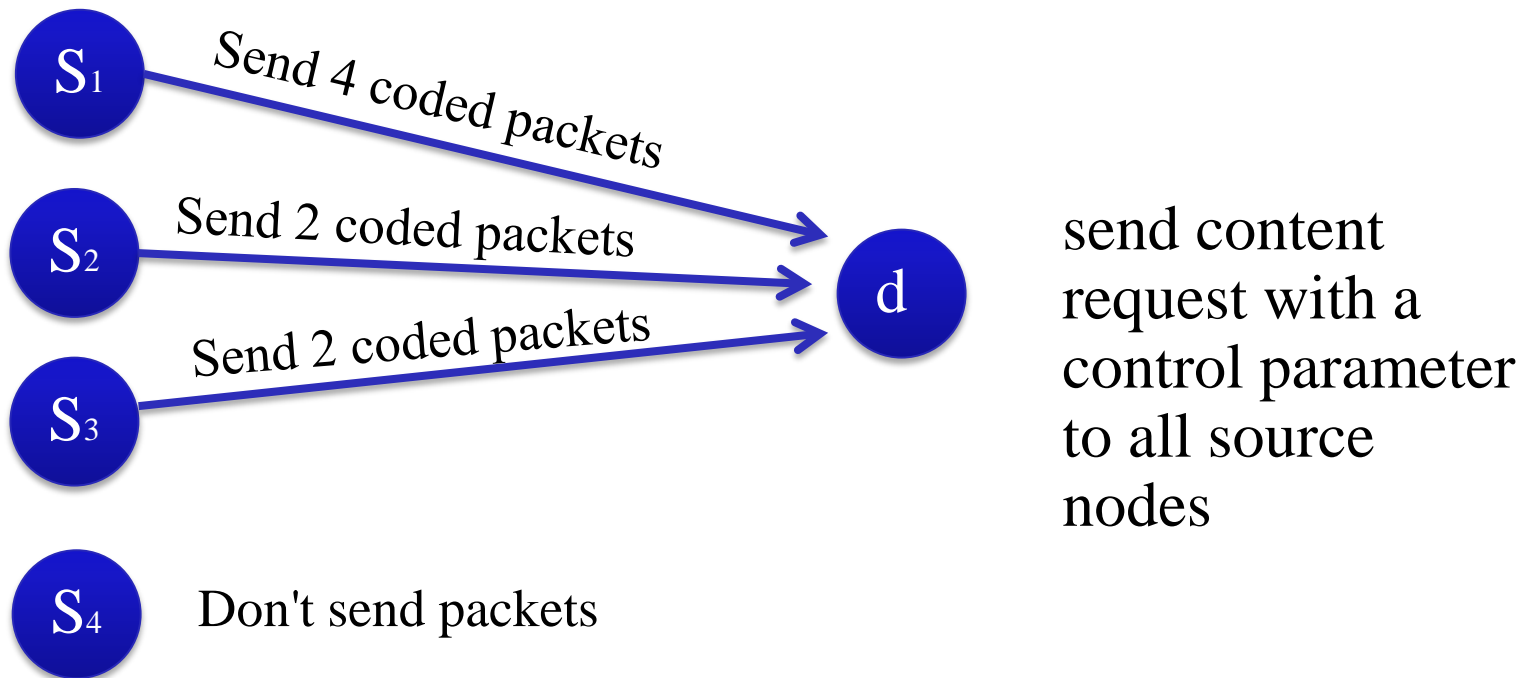 S1
Send 4 coded packets
S2
Send 2 coded packets
S3
Send 2 coded packets
S4
Don't send packets
d
send content
request with a
control parameter
to all source
nodes